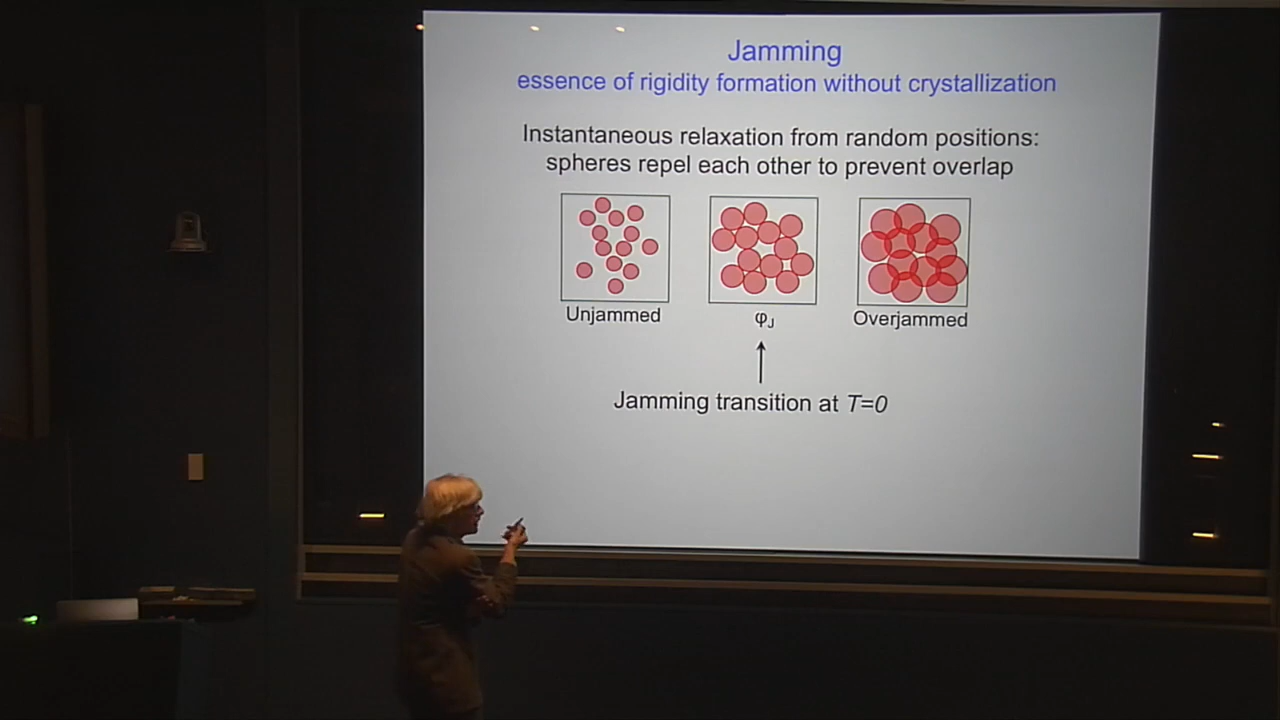 Jamming
essence of rigidity formation without crystallization
Instantaneous relaxation from random positions:
spheres repel each other to prevent overlap
Unjammed
φJ
Overjammed
Jamming transition at T=0